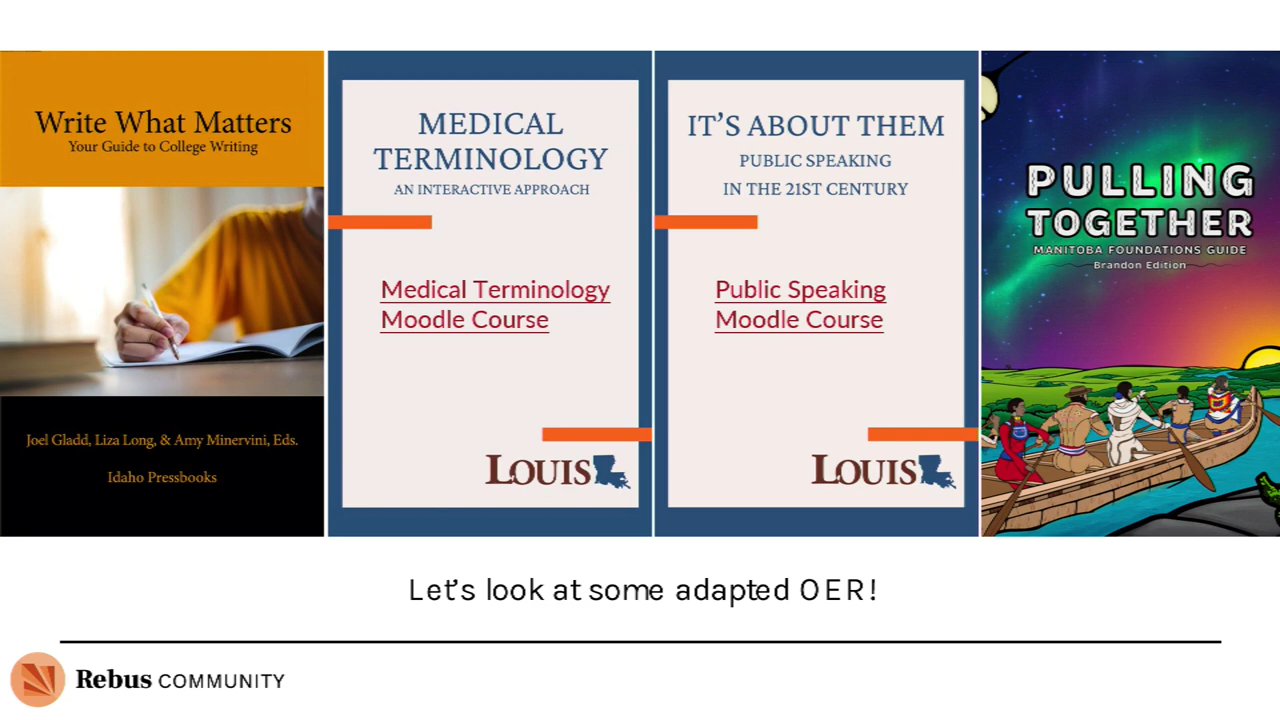 Write What Matters
Your Guide to College Writing
Joel Gladd, Liza Long, & Amy Minervini, Eds.
Idaho Pressbooks
MEDICAL
TERMINOLOGY
AN INTERACTIVE APPROACH
Medical Terminology
Moodle Course
LOUIS
IT'S ABOUT THEM
PUBLIC SPEAKING
IN THE 21ST CENTURY
Public Speaking
Moodle Course
LOUIS
PULLING
TOGETHER
MANITOBA FOUNDATIONS GUIDE
Brandon Edition
Let's look at some adapted OER!
Rebus COMMUNITY